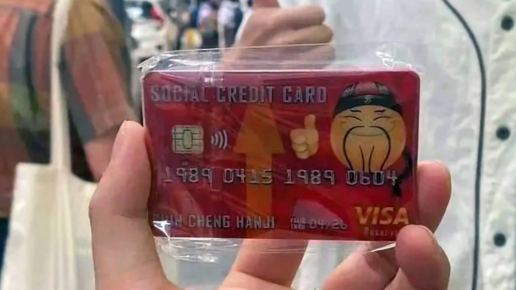 SOCIAL CREDIT CARD
1989 0415 1989 0604
CHENG HANJI
04/26
VISA